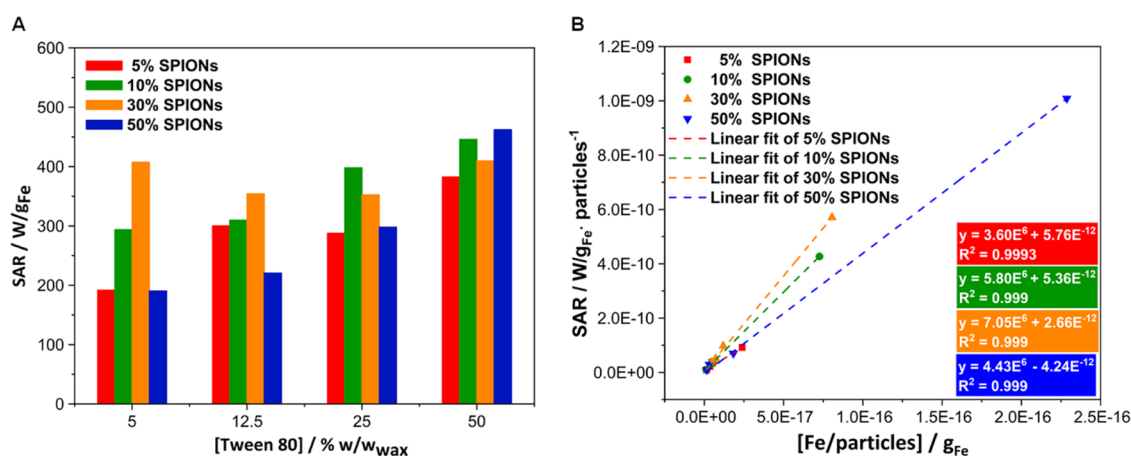 A
600
500
400
300
200
100
0
SAR / W/gFe
5% SPIONs
10% SPIONs
30% SPIONs
50% SPIONs
5 12.5 25 50
[Tween 80] / % w/wwax
B
1.2E-09
1.0E-09
8.0E-10
6.0E-10
4.0E-10
2.0E-10
0.0E+00
SAR / W/gFe· particles-1
5% SPIONs
10% SPIONs
30% SPIONs
50% SPIONs
Linear fit of 5% SPIONs
Linear fit of 10% SPIONs
Linear fit of 30% SPIONs
Linear fit of 50% SPIONs
y = 3.60E6 + 5.76E-12
R2 = 0.9993
y = 5.80E6 + 5.36E-12
R2 = 0.999
y = 7.05E6 + 2.66E-12
R2 = 0.999
y = 4.43E6 - 4.24E-12
R2 = 0.999
0.0E+00 5.0E-17 1.0E-16 1.5E-16 2.0E-16 2.5E-16
[Fe/particles] / gFe